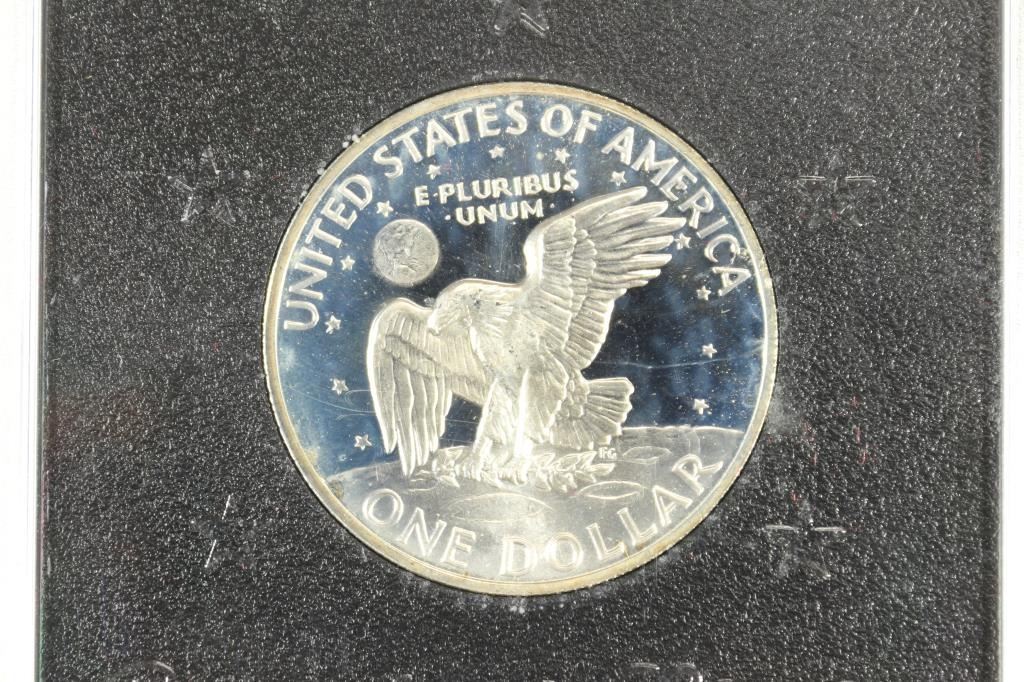 UNITED STATES OF AMERICA
E·PLURIBUS
·UNUM·
FG
ONE DOLLAR